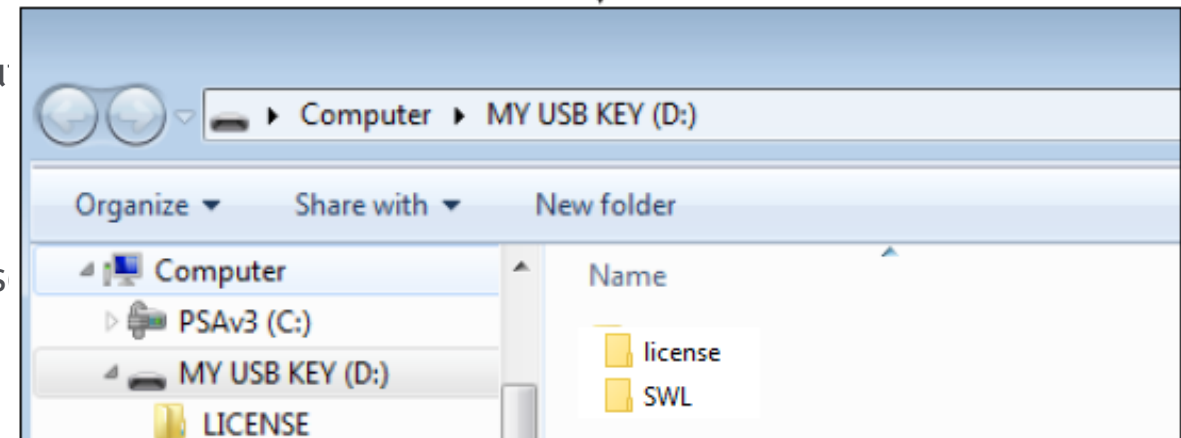 Computer MY USB KEY (D:)
Organize Share with New folder
Computer
PSAv3 (C:)
MY USB KEY (D:)
LICENSE
Name
license
SWL